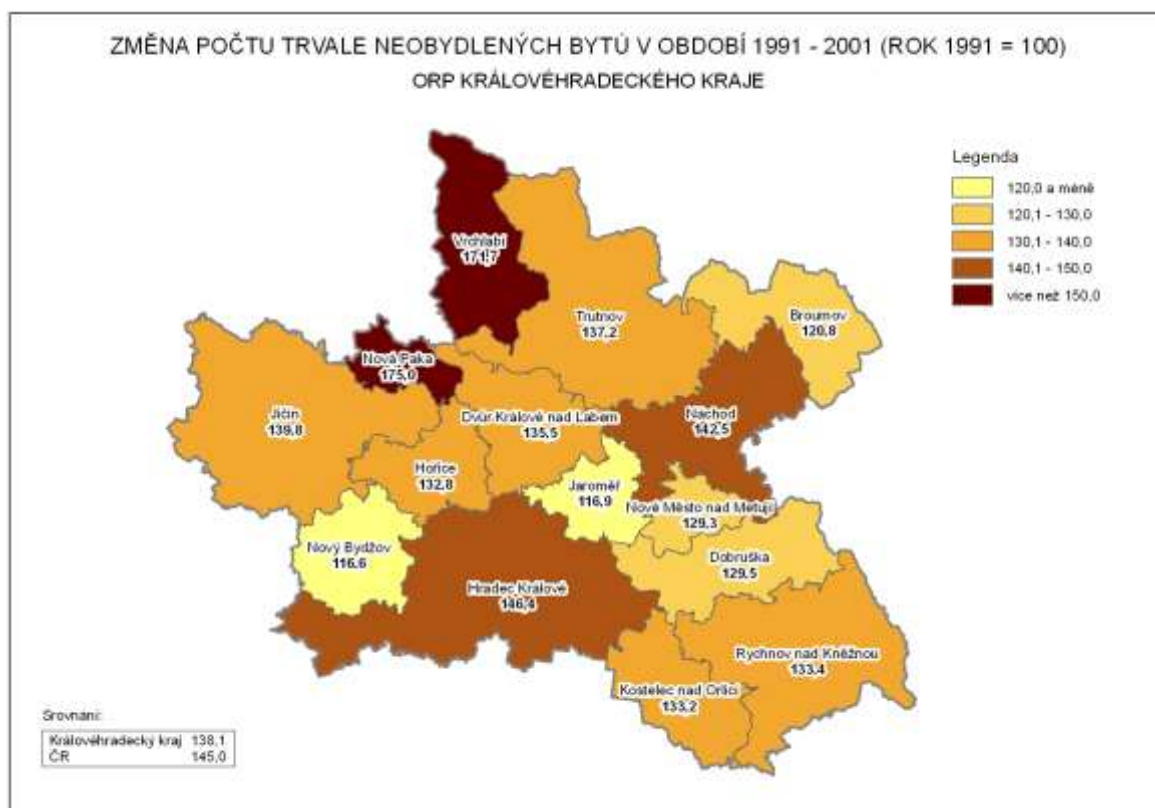 ZMĚNA POČTU TRVALE NEOBYDLENÝCH BYTŮ V OBDOBÍ 1991 - 2001 (ROK 1991 = 100)
ORP KRÁLOVÉHRADECKÉHO KRAJE
Legenda
120,0 a méně
120,1 - 130,0
130,1 - 140,0
140,1 - 150,0
více než 150,0
Vrchlabí
171,7
Trutnov
137,2
Broumov
120,8
Nová Paka
175,0
Jičín
139,8
Dvůr Králové nad Labem
135,5
Náchod
142,5
Hořice
132,8
Jaroměř
116,9
Nové Město nad Metují
129,3
Nový Bydžov
116,6
Dobruška
129,5
Hradec Králové
146,4
Rychnov nad Kněžnou
133,4
Kostelec nad Orlicí
133,2
Srovnání:
Královéhradecký kraj 138,1
ČR 145,0